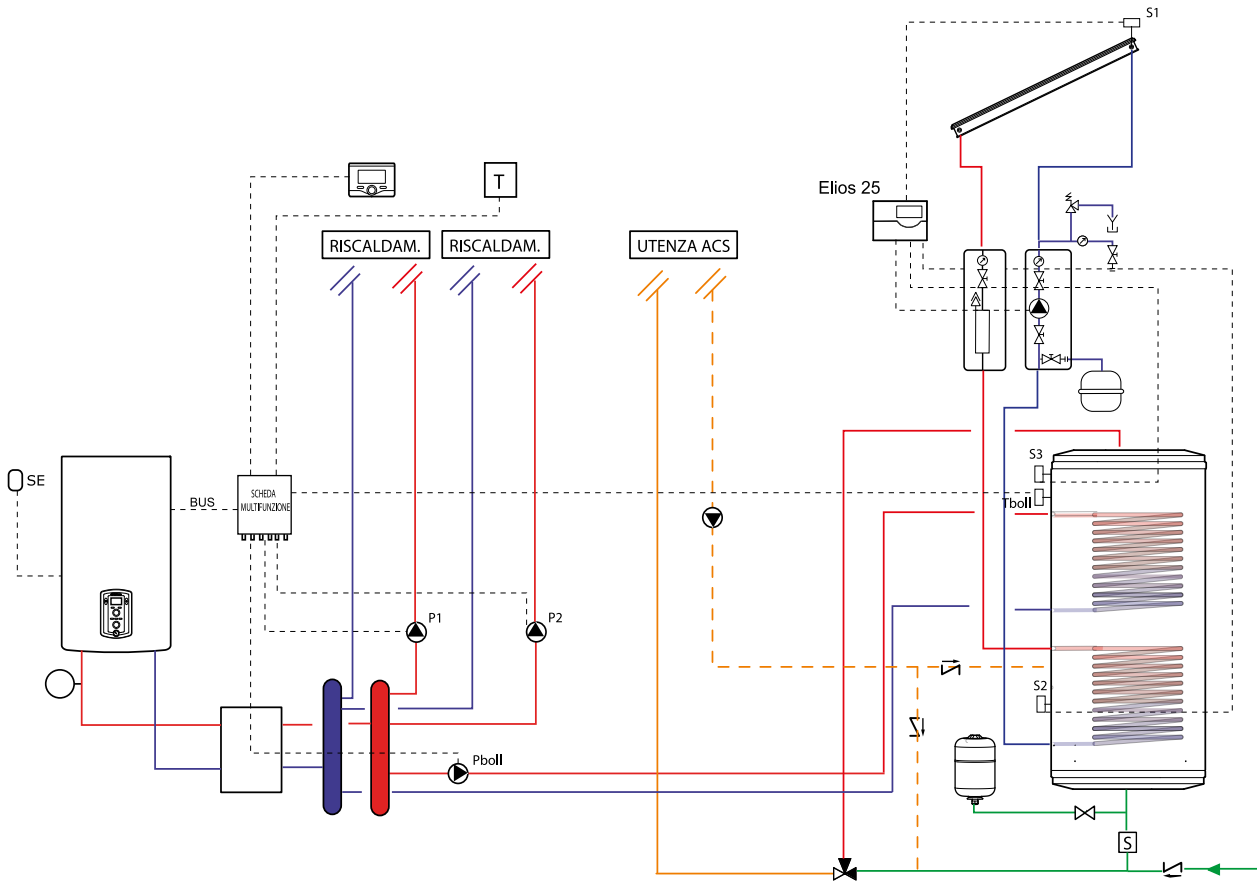 S1
Elios 25
T
RISCALDAM.
RISCALDAM.
UTENZA ACS
S3
Tboll
SE
BUS
SCHEDA
MULTIFUNZIONE
P1
P2
S2
Pboll
S